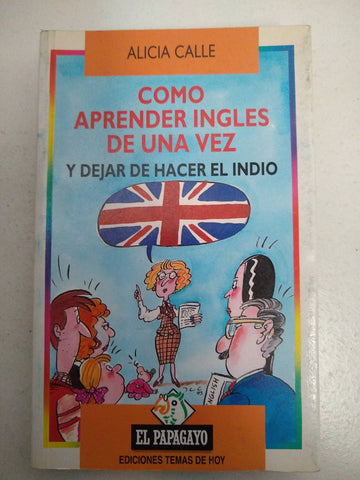 ALICIA CALLE
COMO
APRENDER INGLES
DE UNA VEZ
Y DEJAR DE HACER EL INDIO
ENGLISH
EL PAPAGAYO
EDICIONES TEMAS DE HOY